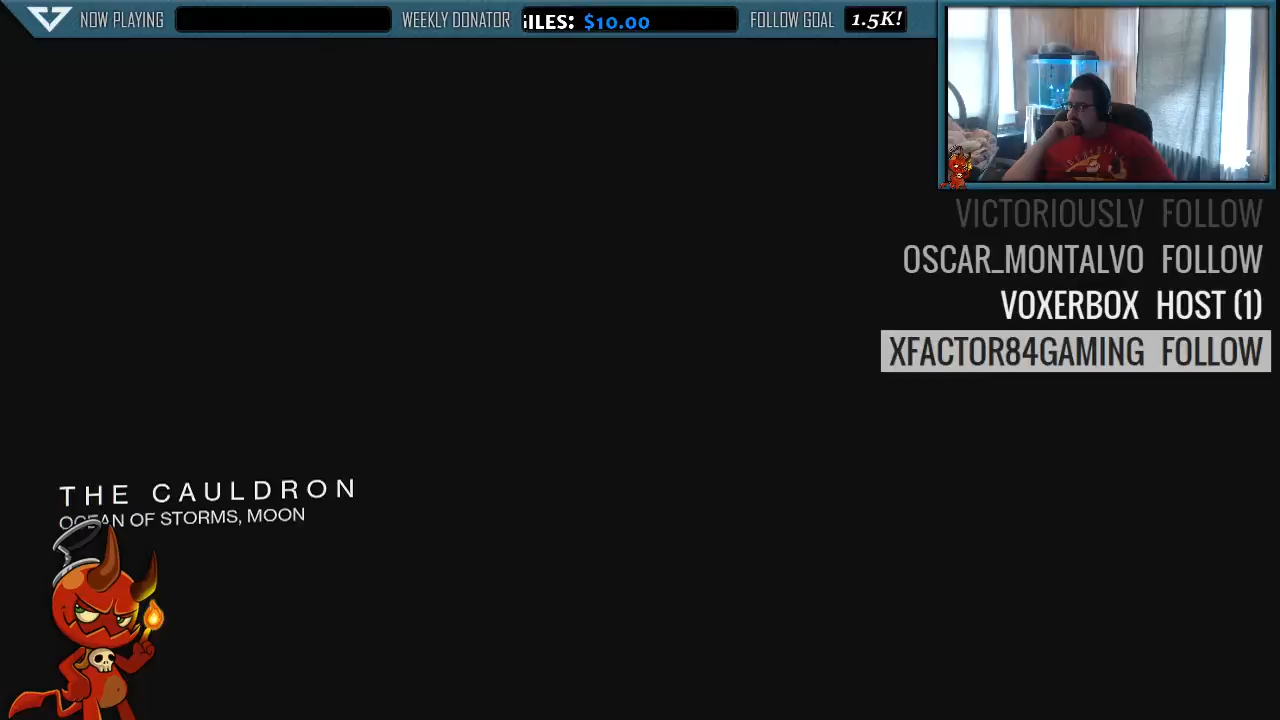 NOW PLAYING
WEEKLY DONATOR
ILES: $10.00
FOLLOW GOAL
1.5K!
VICTORIOUSLV FOLLOW
OSCAR_MONTALVO FOLLOW
VOXERBOX HOST (1)
XFACTOR84GAMING FOLLOW
THE CAULDRON
OCEAN OF STORMS, MOON